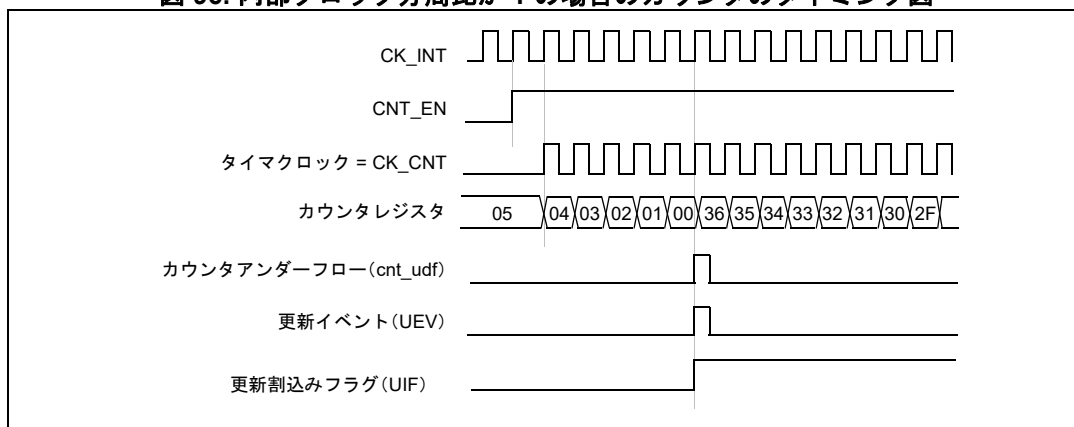 CK_INT
CNT_EN
タイマクロック = CK_CNT
カウンタレジスタ 05 04 03 02 01 00 36 35 34 33 32 31 30 2F
カウンタアンダーフロー(cnt_udf)
更新イベント(UEV)
更新割込みフラグ(UIF)